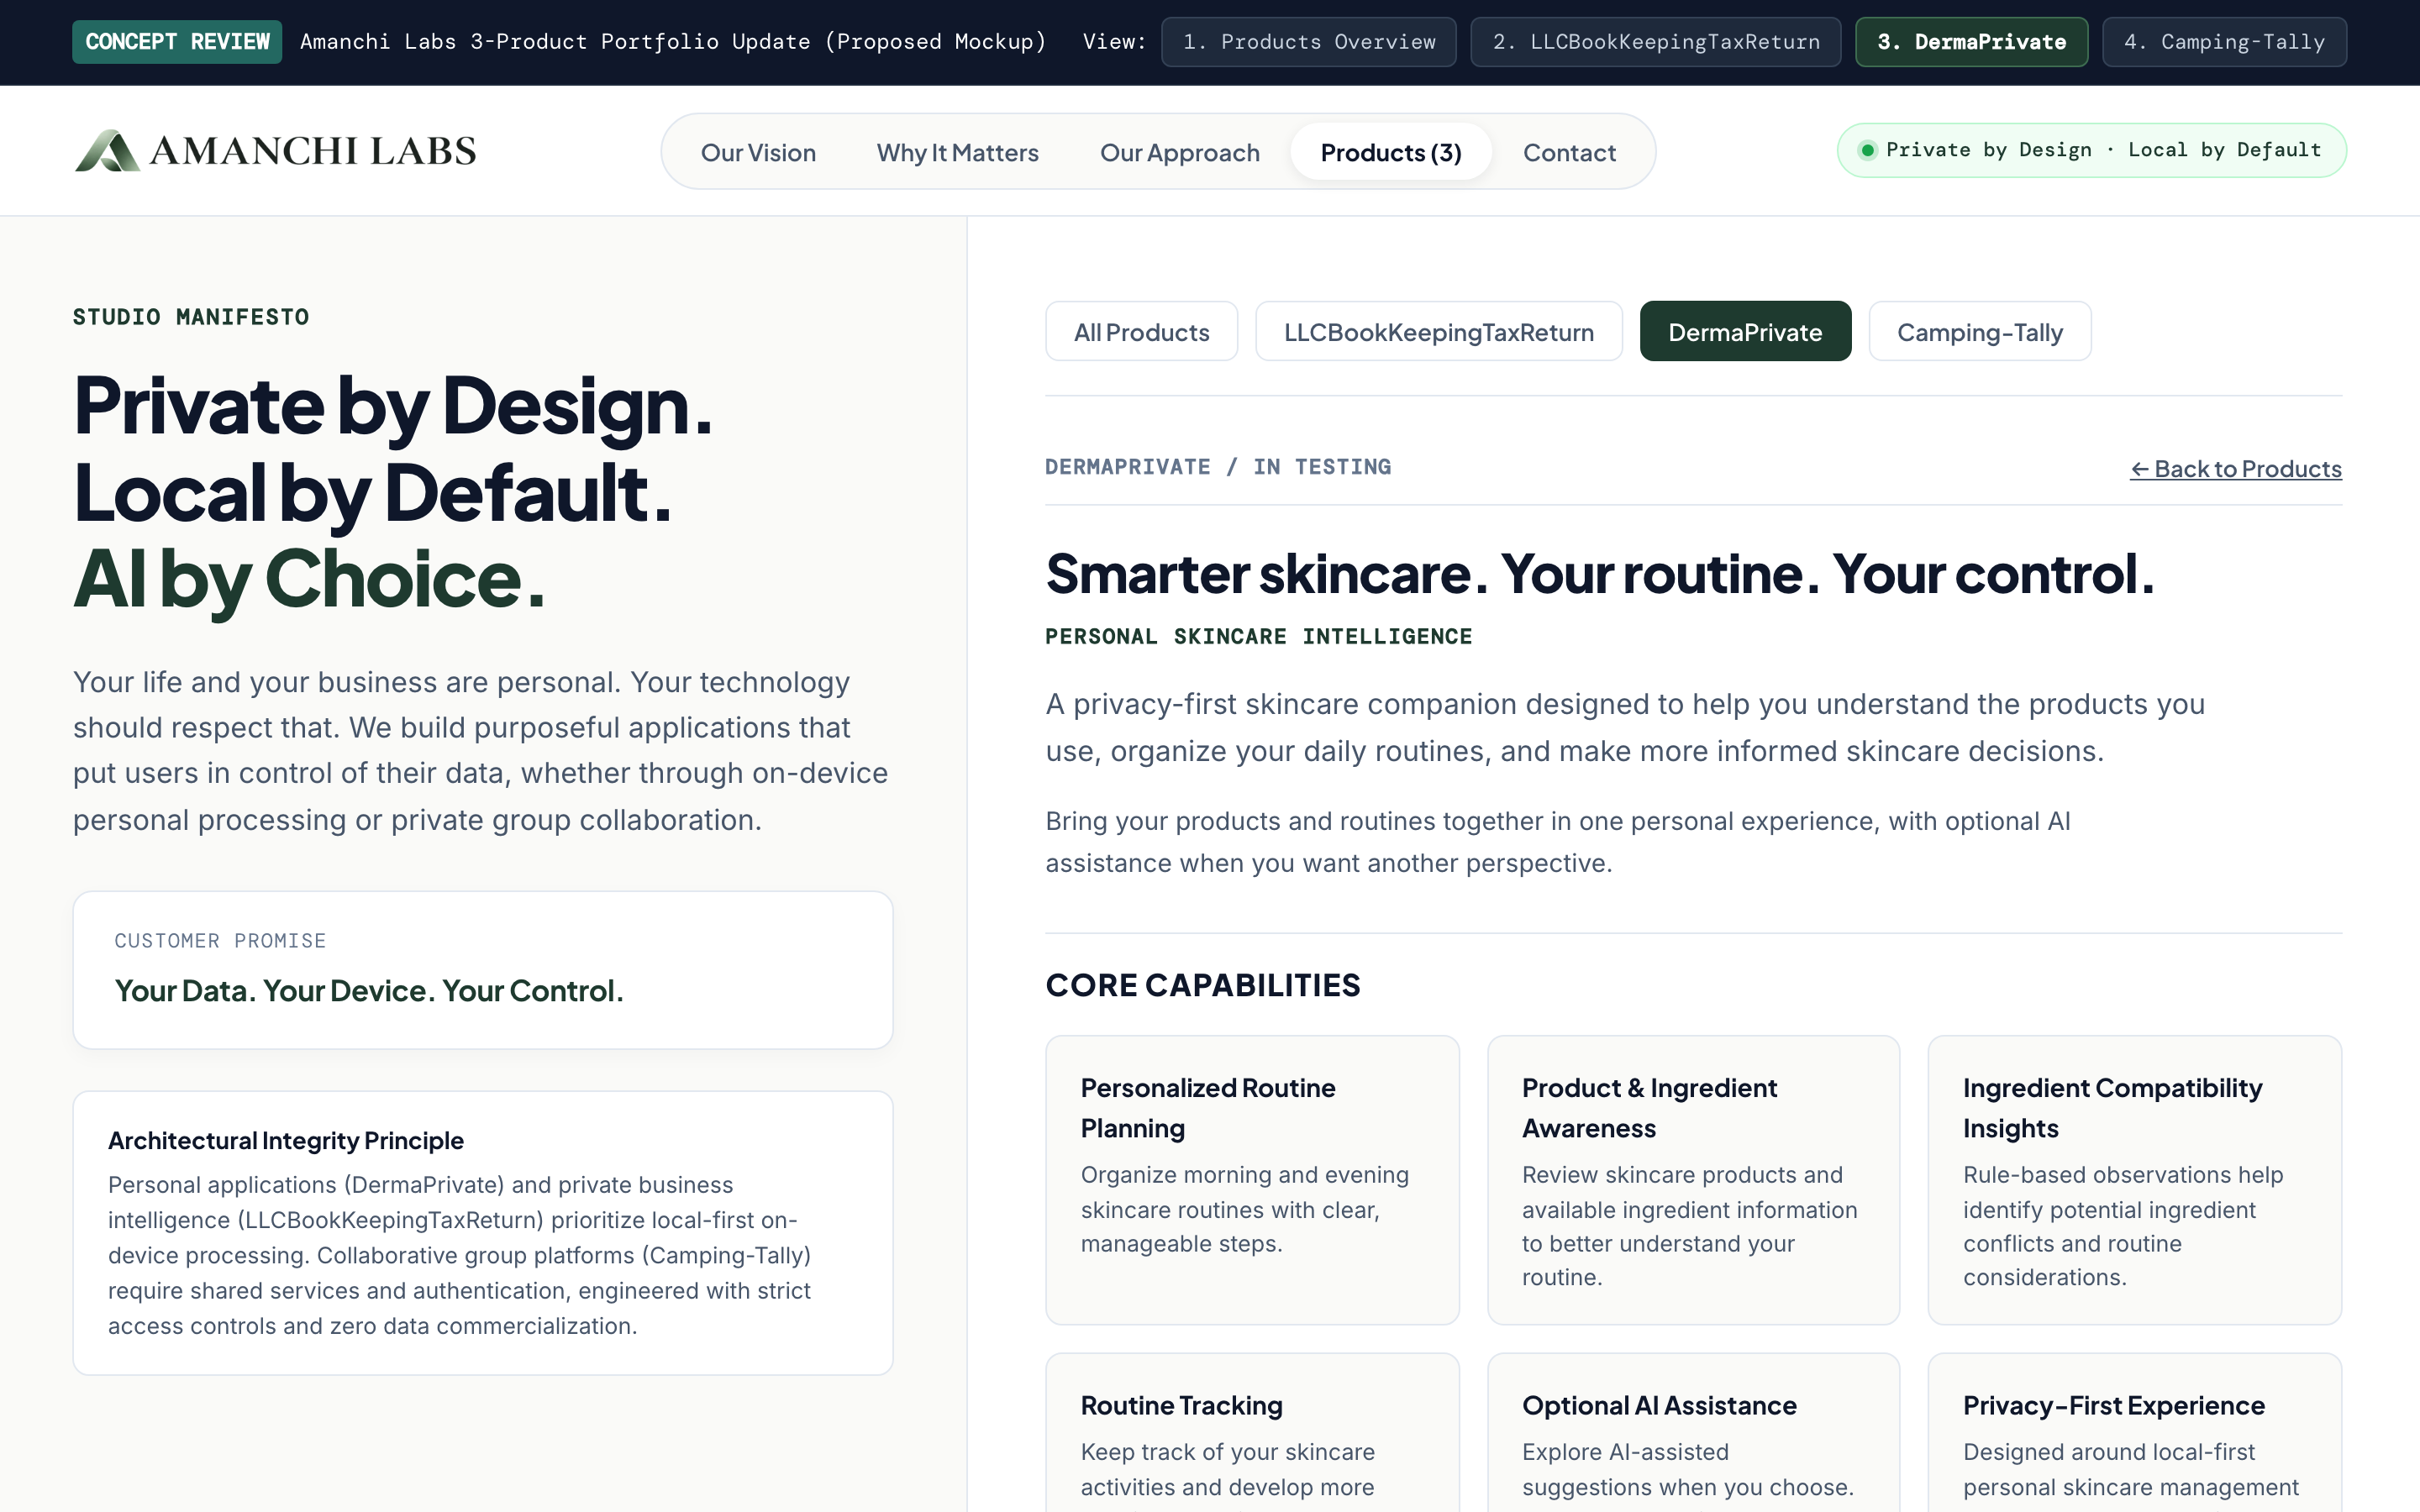 CONCEPT REVIEW Amanchi Labs 3-Product Portfolio Update (Proposed Mockup) View: 1. Products Overview 2. LLCBookKeepingTaxReturn 3. DermaPrivate 4. Camping-Tally
AMANCHI LABS Our Vision Why It Matters Our Approach Products (3) Contact Private by Design · Local by Default
STUDIO MANIFESTO
Private by Design.
Local by Default.
AI by Choice.
Your life and your business are personal. Your technology
should respect that. We build purposeful applications that
put users in control of their data, whether through on-device
personal processing or private group collaboration.
CUSTOMER PROMISE
Your Data. Your Device. Your Control.
Architectural Integrity Principle
Personal applications (DermaPrivate) and private business
intelligence (LLCBookKeepingTaxReturn) prioritize local-first on-
device processing. Collaborative group platforms (Camping-Tally)
require shared services and authentication, engineered with strict
access controls and zero data commercialization.
All Products LLCBookKeepingTaxReturn DermaPrivate Camping-Tally
DERMAPRIVATE / IN TESTING ← Back to Products
Smarter skincare. Your routine. Your control.
PERSONAL SKINCARE INTELLIGENCE
A privacy-first skincare companion designed to help you understand the products you
use, organize your daily routines, and make more informed skincare decisions.
Bring your products and routines together in one personal experience, with optional AI
assistance when you want another perspective.
CORE CAPABILITIES
Personalized Routine
Planning
Organize morning and evening
skincare routines with clear,
manageable steps.
Product & Ingredient
Awareness
Review skincare products and
available ingredient information
to better understand your
routine.
Ingredient Compatibility
Insights
Rule-based observations help
identify potential ingredient
conflicts and routine
considerations.
Routine Tracking
Keep track of your skincare
activities and develop more
Optional AI Assistance
Explore AI-assisted
suggestions when you choose.
Privacy-First Experience
Designed around local-first
personal skincare management